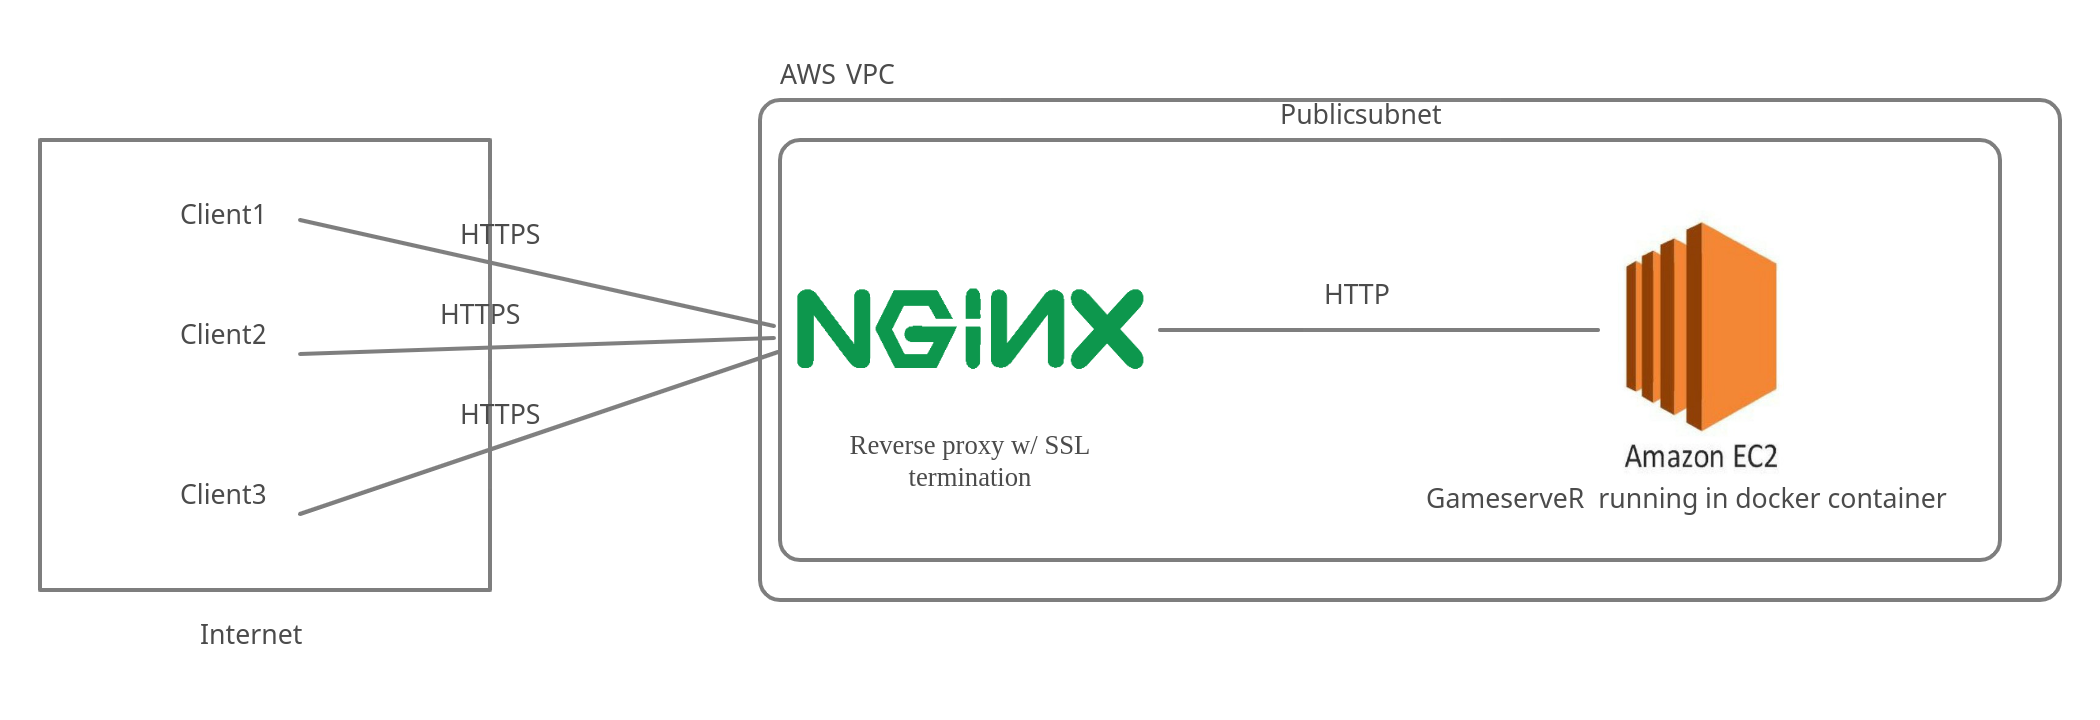 AWS VPC
Publicsubnet
Client1
HTTPS
HTTPS
Client2
HTTPS
Client3
Internet
NGiNX
Reverse proxy w/ SSL
termination
HTTP
Amazon EC2
GameserveR running in docker container